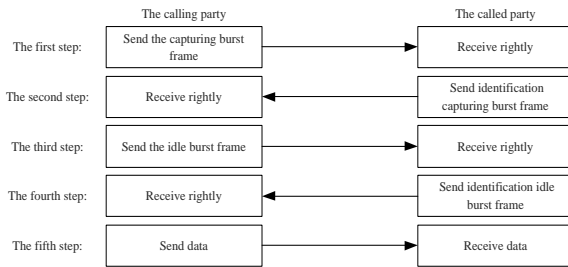 The calling party
The called party
The first step:
Send the capturing burst
frame
Receive rightly
The second step:
Receive rightly
Send identification
capturing burst frame
The third step:
Send the idle burst frame
Receive rightly
The fourth step:
Receive rightly
Send identification idle
burst frame
The fifth step:
Send data
Receive data